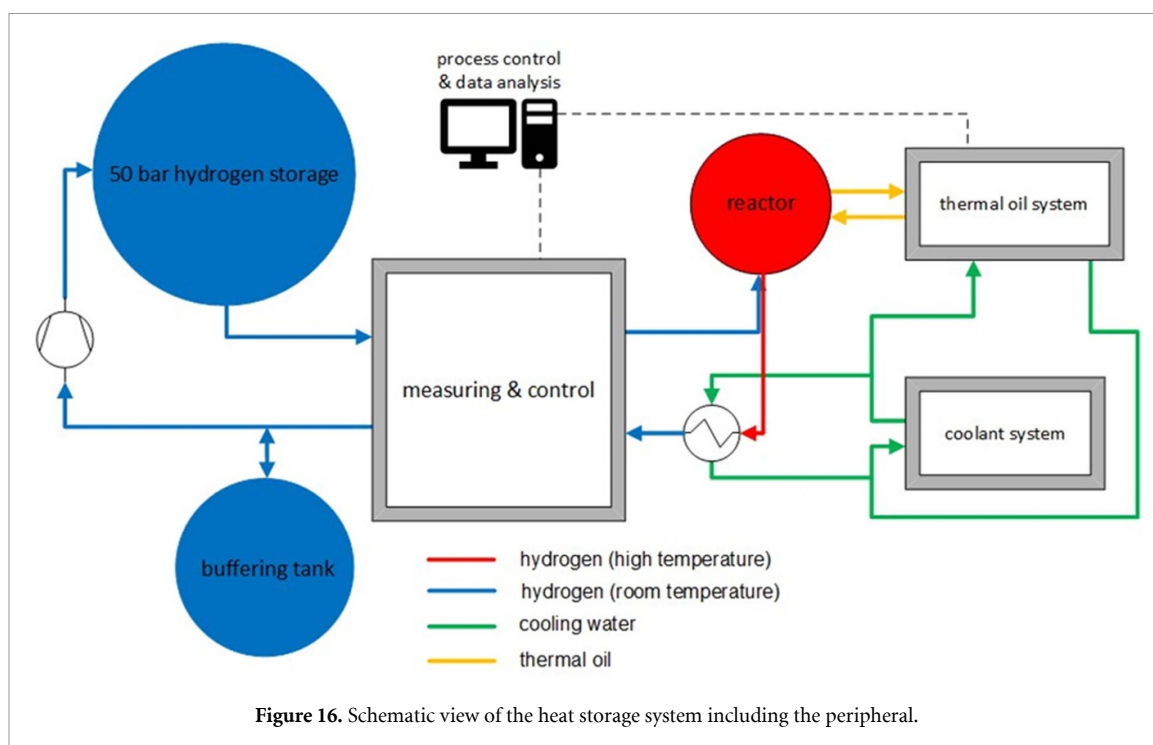 process control
& data analysis
50 bar hydrogen storage
reactor
thermal oil system
measuring & control
coolant system
buffering tank
hydrogen (high temperature)
hydrogen (room temperature)
cooling water
thermal oil
Figure 16. Schematic view of the heat storage system including the peripheral.